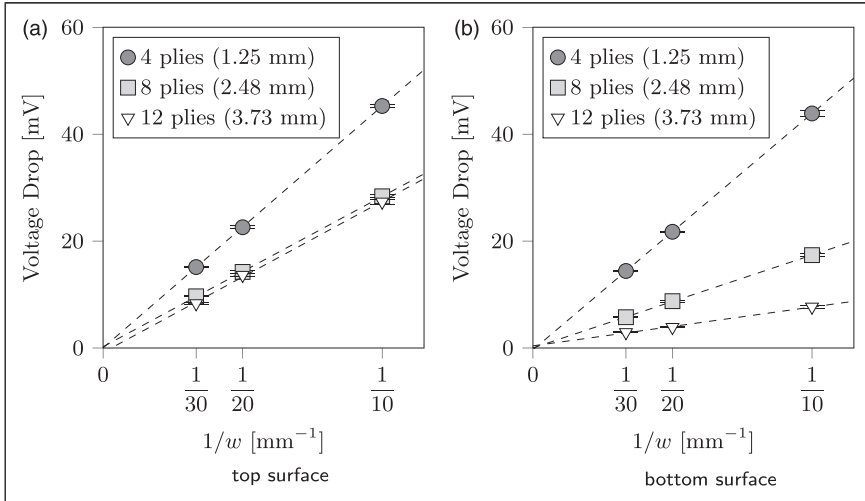 (a)
60
40
20
0
Voltage Drop [mV]
4 plies (1.25 mm)
8 plies (2.48 mm)
12 plies (3.73 mm)
0
1/30
1/20
1/10
1/w [mm⁻¹]
top surface
(b)
60
40
20
0
Voltage Drop [mV]
4 plies (1.25 mm)
8 plies (2.48 mm)
12 plies (3.73 mm)
0
1/30
1/20
1/10
1/w [mm⁻¹]
bottom surface